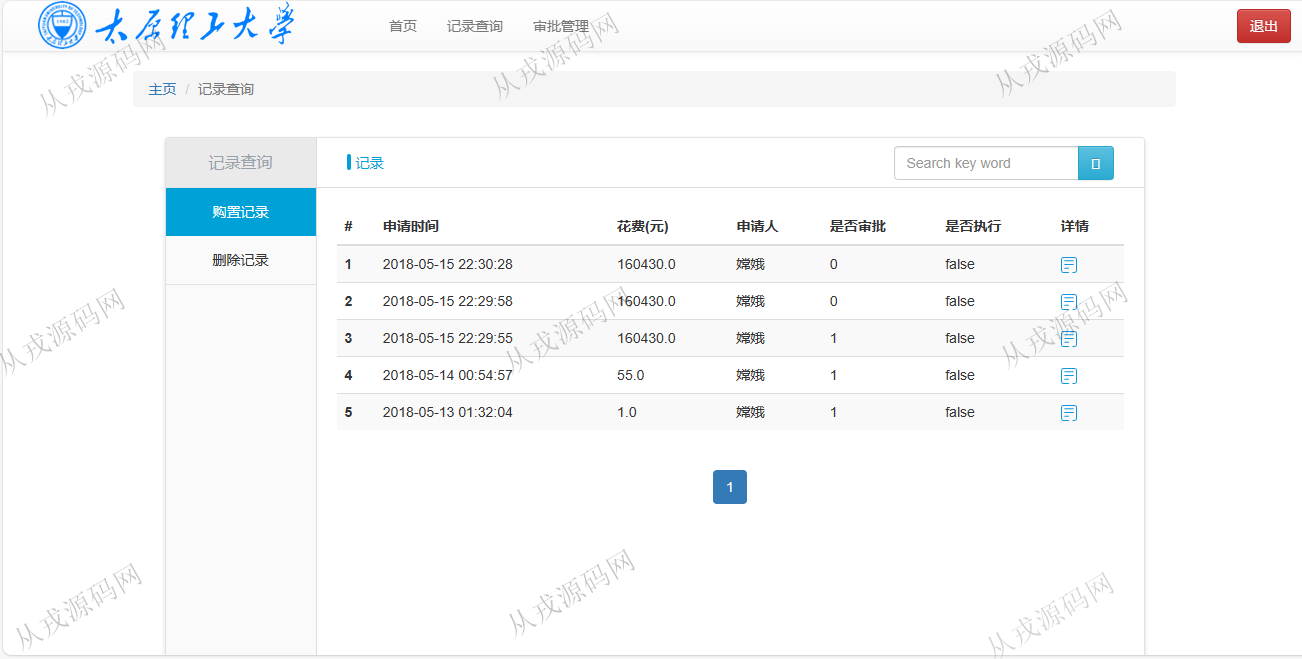 太原理工大学 首页 记录查询 审批管理 退出
主页 / 记录查询
记录查询 记录 Search key word
购置记录
删除记录
# 申请时间 花费(元) 申请人 是否审批 是否执行 详情
1 2018-05-15 22:30:28 160430.0 嫦娥 0 false
2 2018-05-15 22:29:58 160430.0 嫦娥 0 false
3 2018-05-15 22:29:55 160430.0 嫦娥 1 false
4 2018-05-14 00:54:57 55.0 嫦娥 1 false
5 2018-05-13 01:32:04 1.0 嫦娥 1 false
1
从戎源码网
从戎源码网
从戎源码网
从戎源码网
从戎源码网
从戎源码网
从戎源码网
从戎源码网
从戎源码网